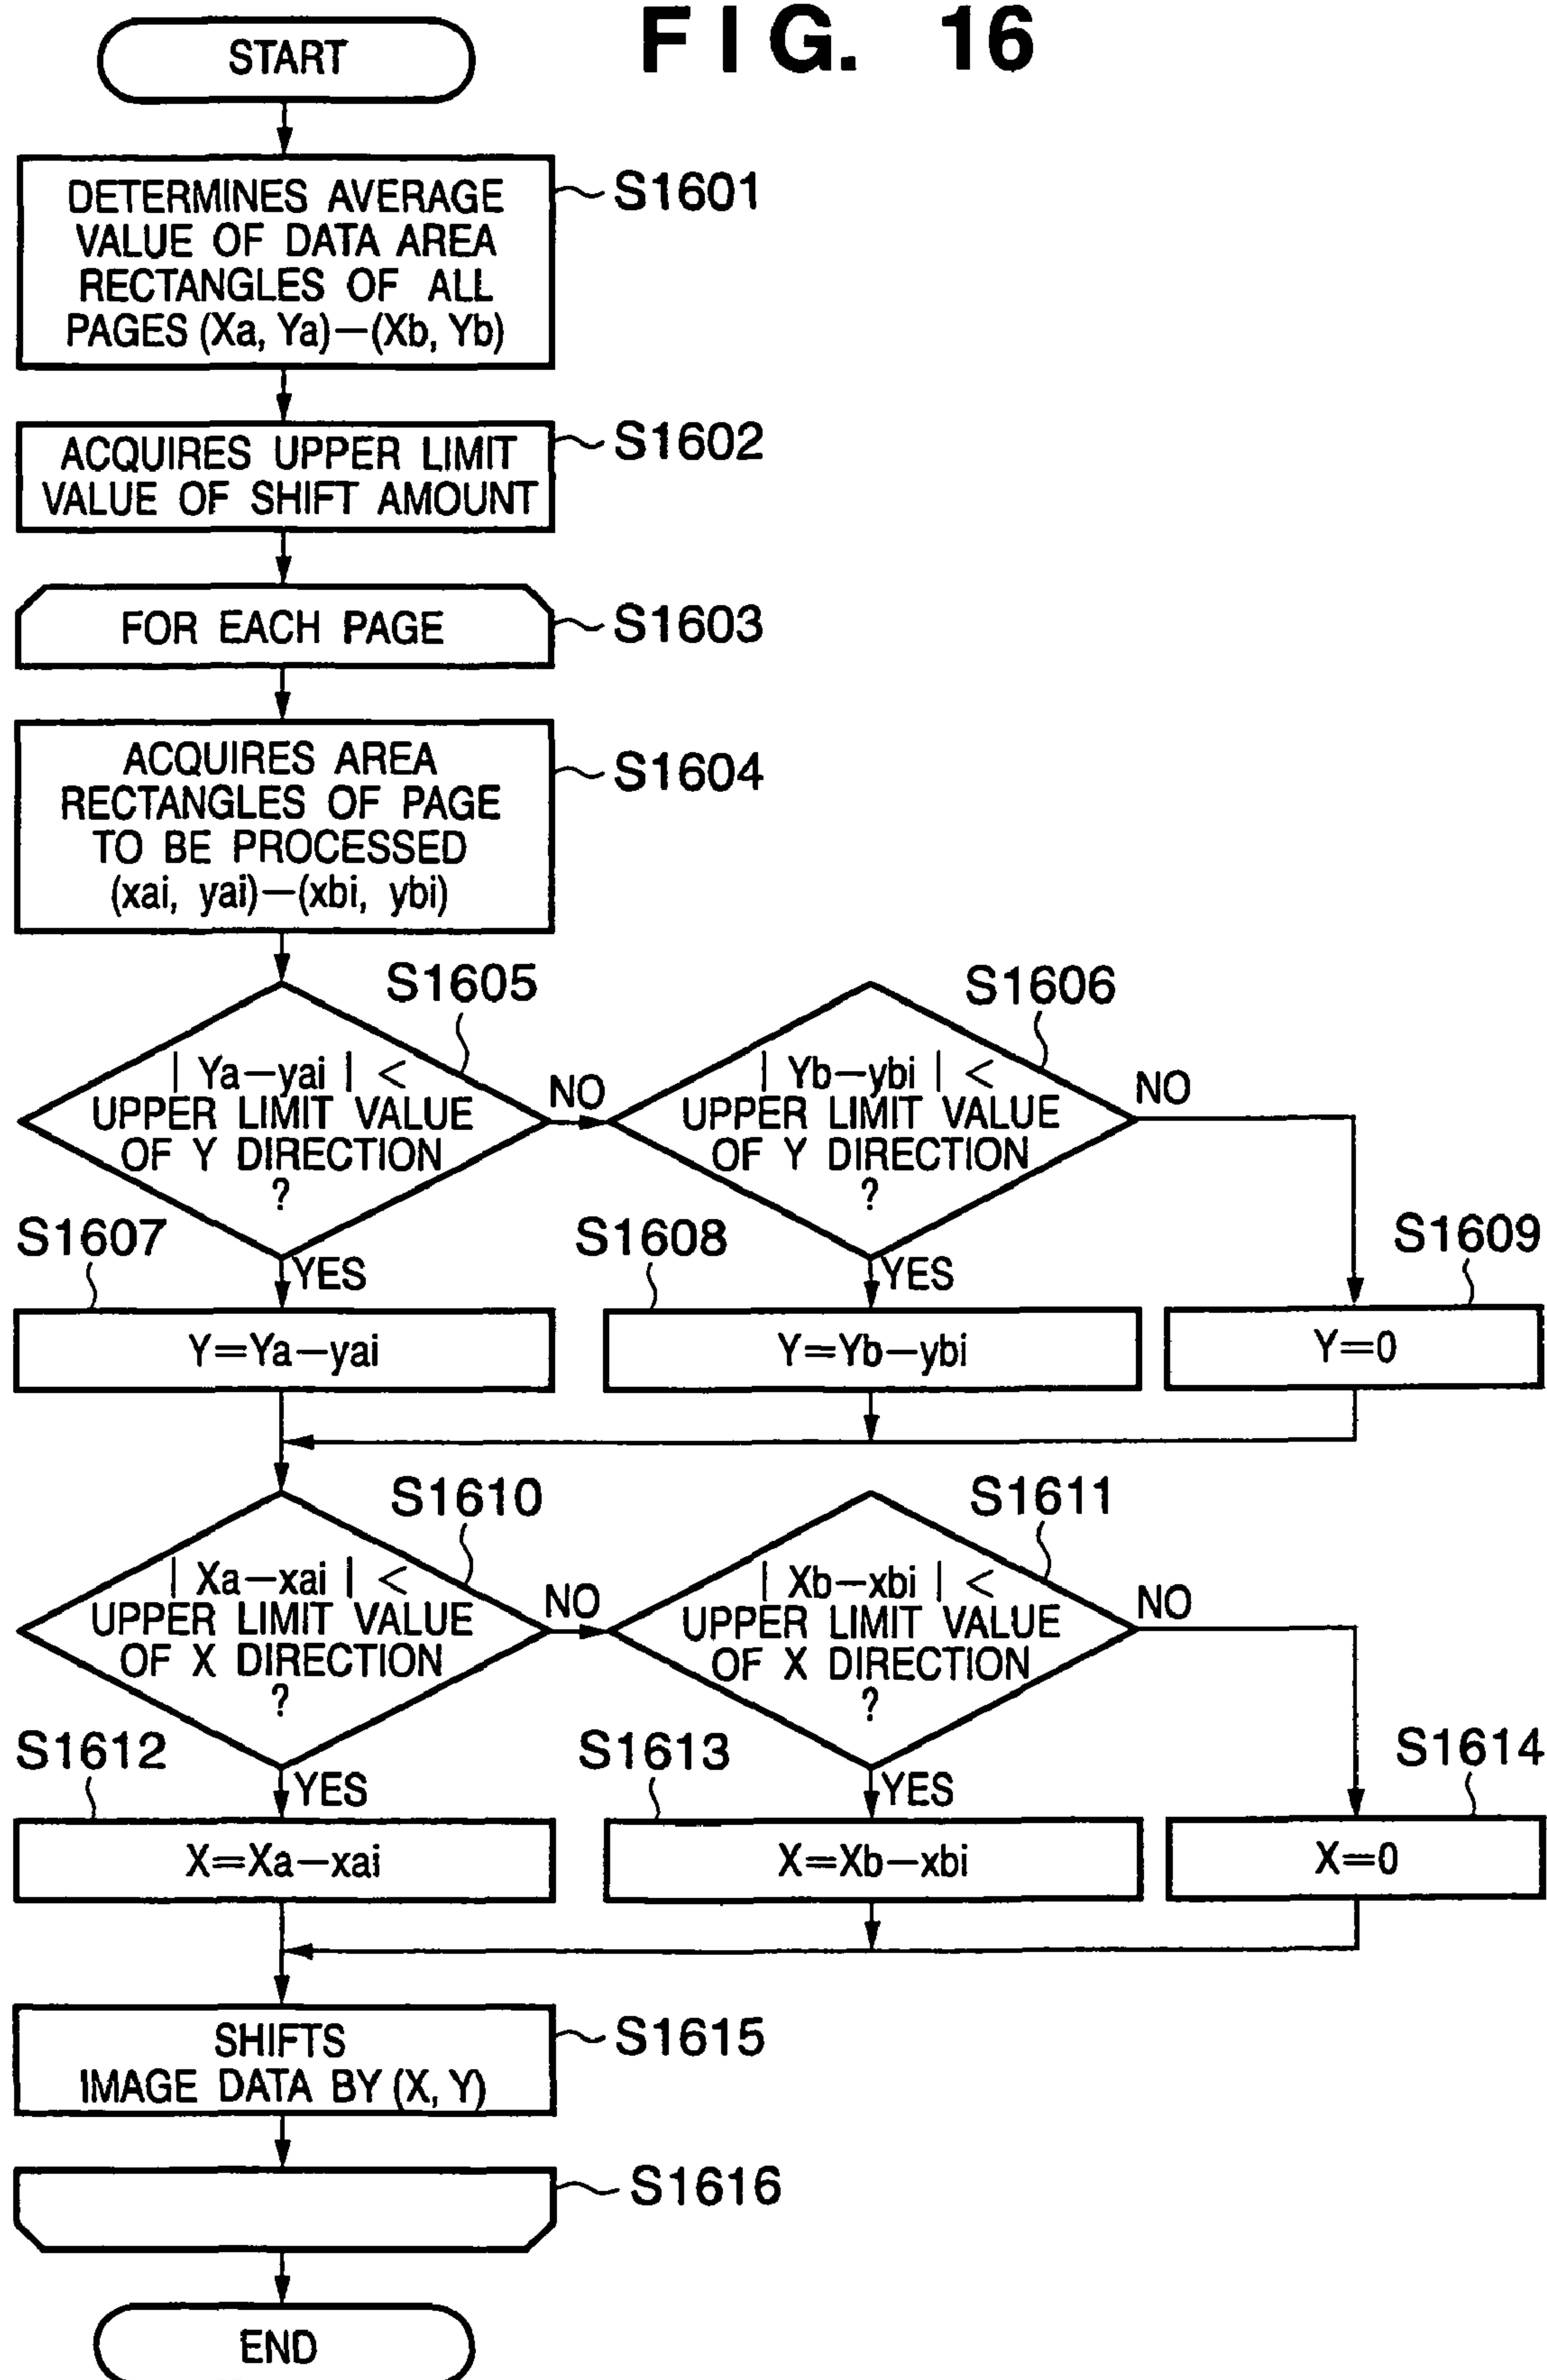 FIG. 16
START
DETERMINES AVERAGE
VALUE OF DATA AREA
RECTANGLES OF ALL
PAGES (Xa, Ya)—(Xb, Yb)
S1601
ACQUIRES UPPER LIMIT
VALUE OF SHIFT AMOUNT
S1602
FOR EACH PAGE
S1603
ACQUIRES AREA
RECTANGLES OF PAGE
TO BE PROCESSED
(xai, yai)—(xbi, ybi)
S1604
S1605
| Ya—yai | <
UPPER LIMIT VALUE
OF Y DIRECTION
?
NO
YES
S1606
| Yb—ybi | <
UPPER LIMIT VALUE
OF Y DIRECTION
?
NO
YES
S1607
Y=Ya—yai
S1608
Y=Yb—ybi
S1609
Y=0
S1610
| Xa—xai | <
UPPER LIMIT VALUE
OF X DIRECTION
?
NO
YES
S1611
| Xb—xbi | <
UPPER LIMIT VALUE
OF X DIRECTION
?
NO
YES
S1612
X=Xa—xai
S1613
X=Xb—xbi
S1614
X=0
SHIFTS
IMAGE DATA BY (X, Y)
S1615
S1616
END